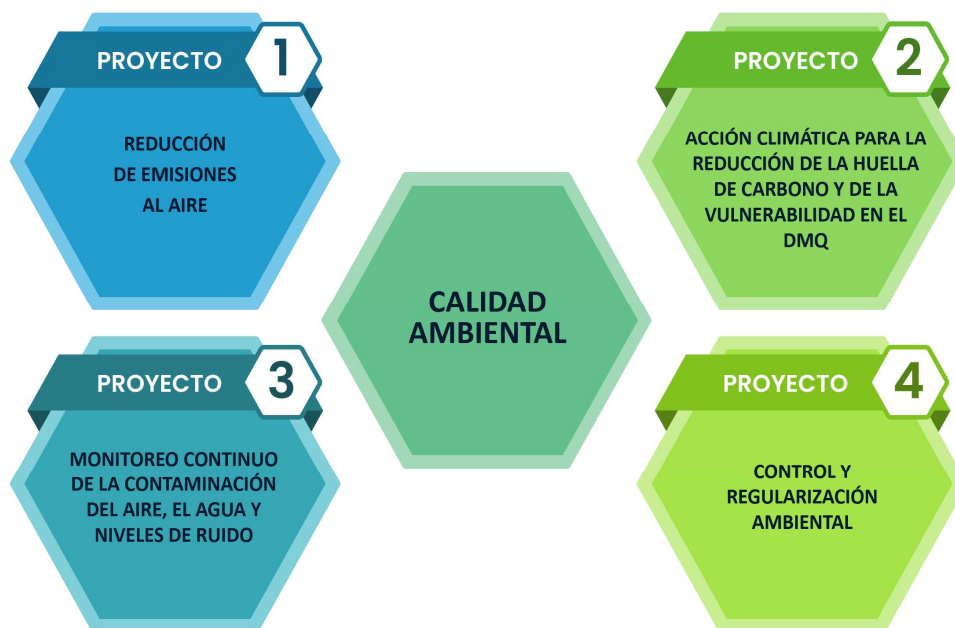 PROYECTO 1
REDUCCIÓN
DE EMISIONES
AL AIRE
PROYECTO 2
ACCIÓN CLIMÁTICA PARA LA
REDUCCIÓN DE LA HUELLA
DE CARBONO Y DE LA
VULNERABILIDAD EN EL
DMQ
CALIDAD
AMBIENTAL
PROYECTO 3
MONITOREO CONTINUO
DE LA CONTAMINACIÓN
DEL AIRE, EL AGUA Y
NIVELES DE RUIDO
PROYECTO 4
CONTROL Y
REGULARIZACIÓN
AMBIENTAL